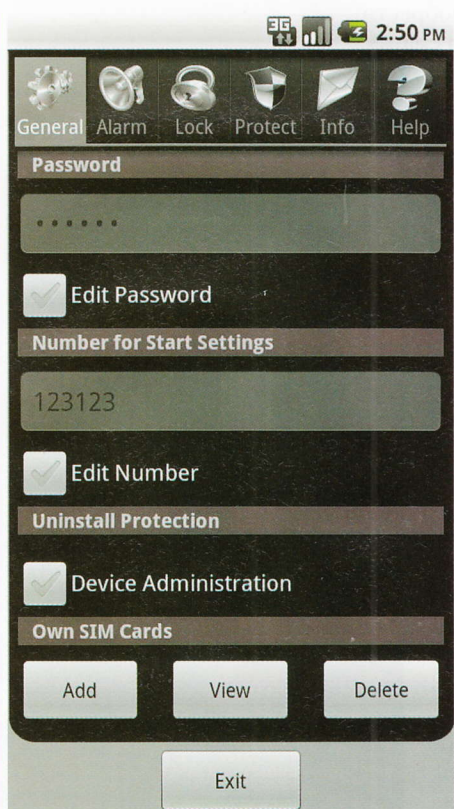 3G 2:50 PM
General Alarm Lock Protect Info Help
Password
••••••
Edit Password
Number for Start Settings
123123
Edit Number
Uninstall Protection
Device Administration
Own SIM Cards
Add View Delete
Exit